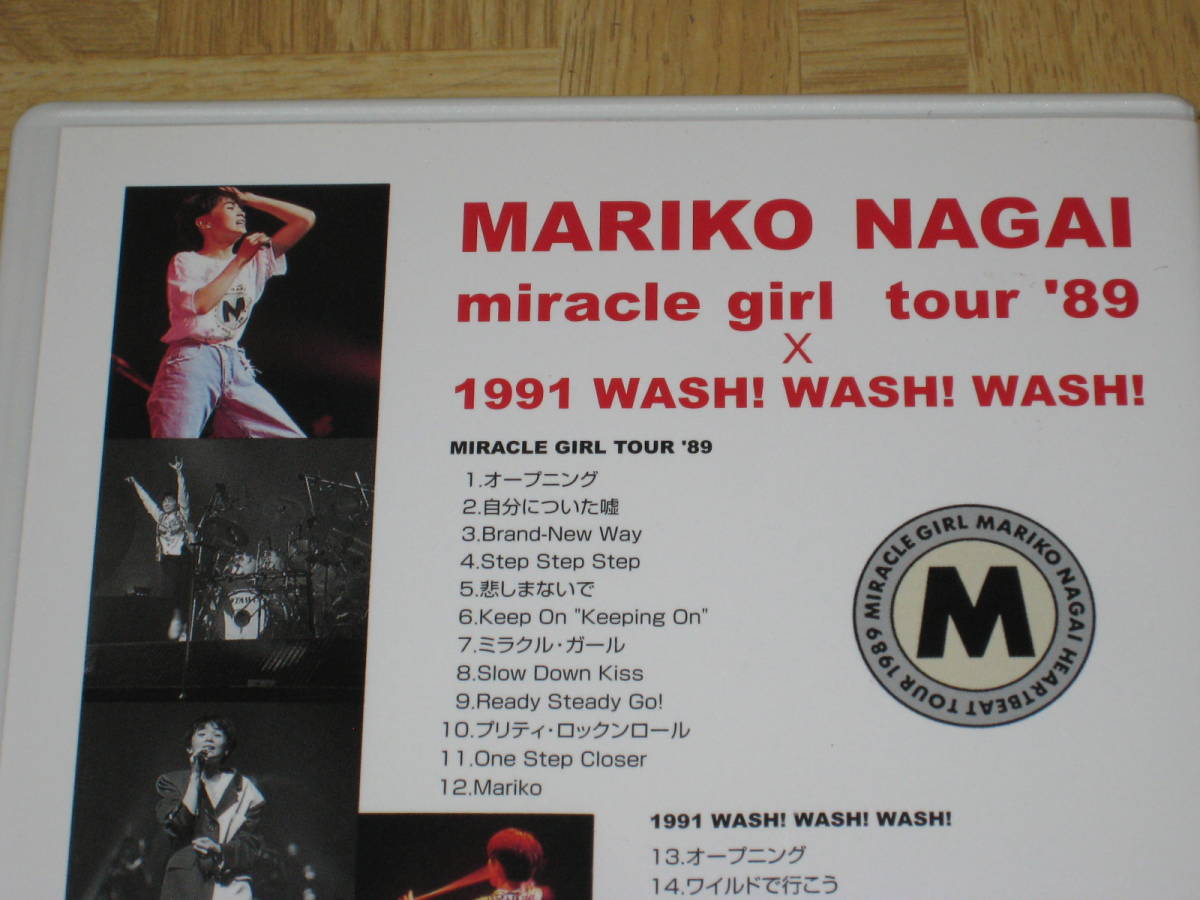 MARIKO NAGAI
miracle girl tour '89
X
1991 WASH! WASH! WASH!
MIRACLE GIRL TOUR '89
1.オープニング
2.自分についた嘘
3.Brand-New Way
4.Step Step Step
5.悲しまないで
6.Keep On "Keeping On"
7.ミラクル・ガール
8.Slow Down Kiss
9.Ready Steady Go!
10.プリティ・ロックンロール
11.One Step Closer
12.Mariko
MIRACLE GIRL MARIKO NAGAI HEARTBEAT TOUR 1989
M
1991 WASH! WASH! WASH!
13.オープニング
14.ワイルドで行こう
M
TAMA